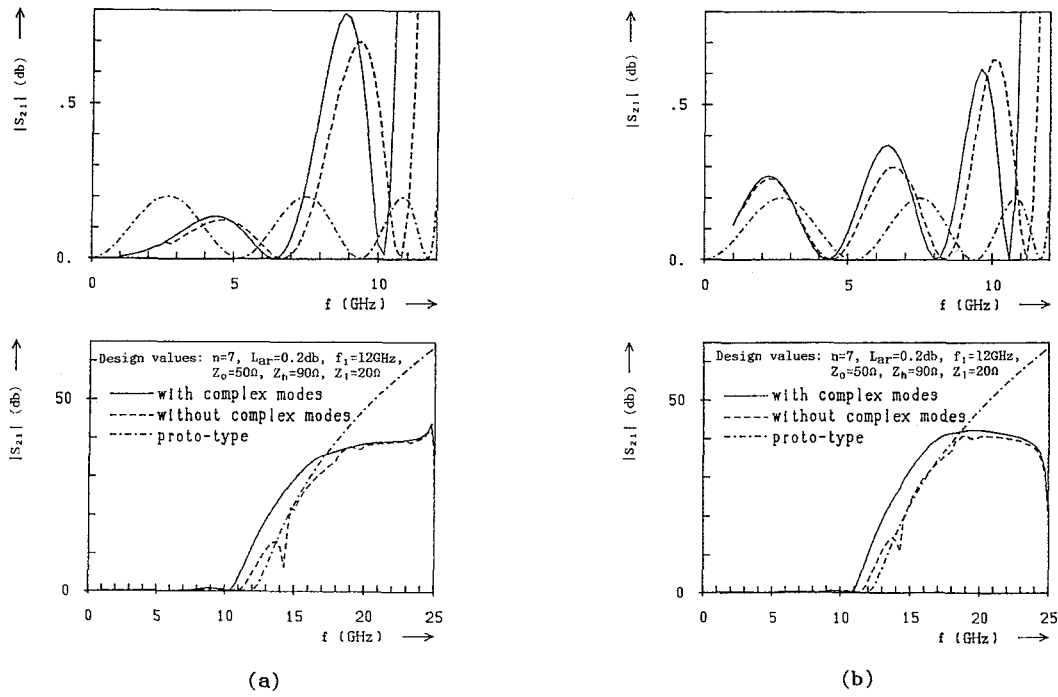 |S₂₁| (db)
.5
0.
0 5 10
f (GHz)
|S₂₁| (db)
.5
0.
0 5 10
f (GHz)
|S₂₁| (db)
50
0
Design values: n=7, Lar=0.2db, f₁=12GHz,
Z₀=50Ω, Zₕ=90Ω, Z₁=20Ω
with complex modes
without complex modes
proto-type
0 5 10 15 20 25
f (GHz)
(a)
|S₂₁| (db)
50
0
Design values: n=7, Lar=0.2db, f₁=12GHz,
Z₀=50Ω, Zₕ=90Ω, Z₁=20Ω
with complex modes
without complex modes
proto-type
0 5 10 15 20 25
f (GHz)
(b)